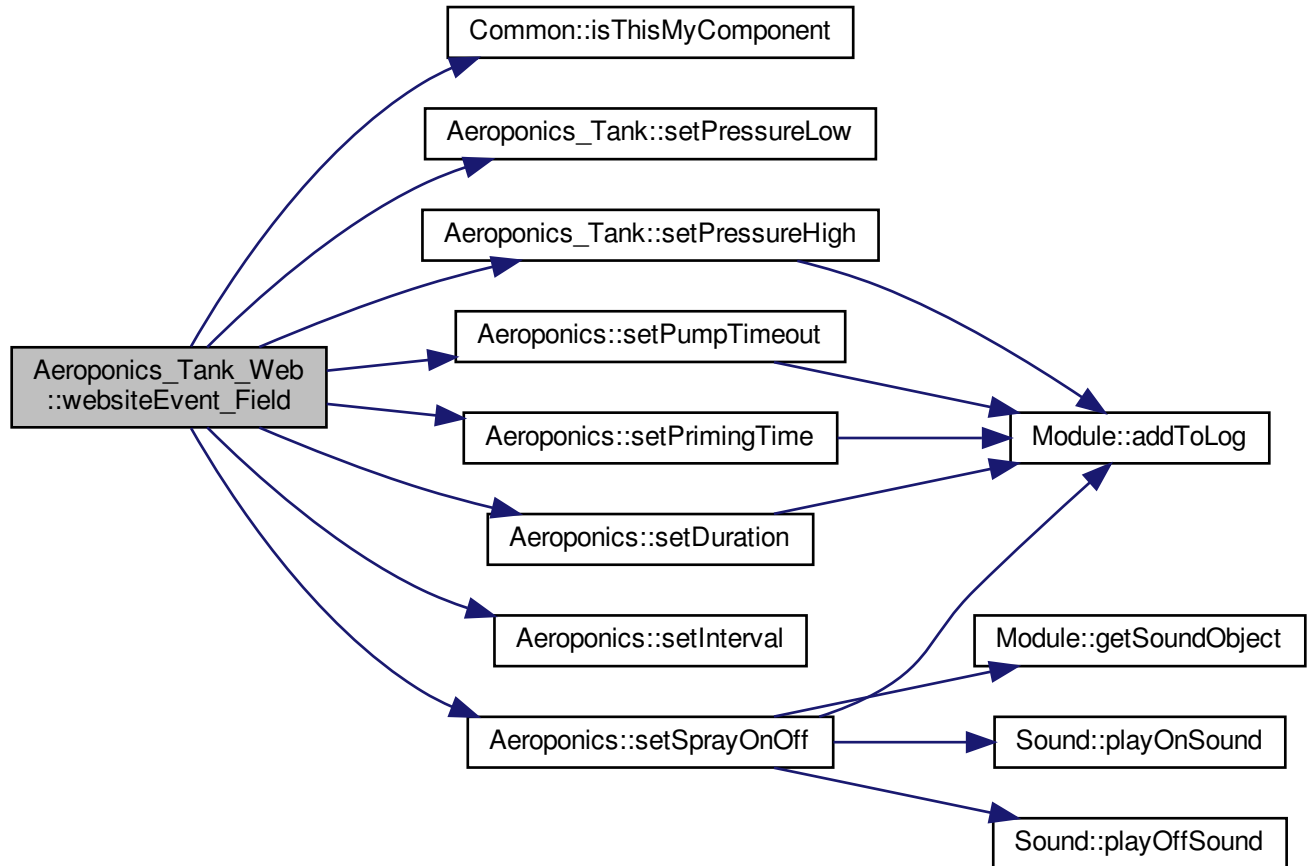 Common::isThisMyComponent
Aeroponics_Tank::setPressureLow
Aeroponics_Tank::setPressureHigh
Aeroponics::setPumpTimeout
Aeroponics_Tank_Web
::websiteEvent_Field
Aeroponics::setPrimingTime
Module::addToLog
Aeroponics::setDuration
Aeroponics::setInterval
Module::getSoundObject
Aeroponics::setSprayOnOff
Sound::playOnSound
Sound::playOffSound